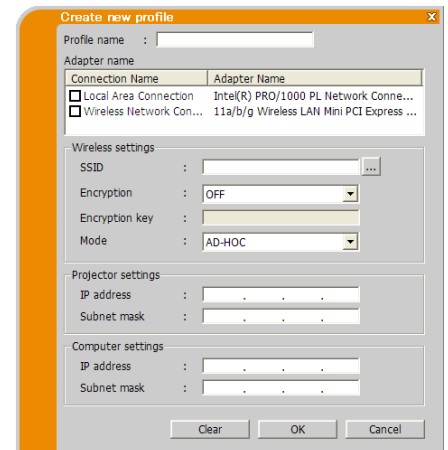 Create new profile x
Profile name :
Adapter name
Connection Name Adapter Name
Local Area Connection Intel(R) PRO/1000 PL Network Conne...
Wireless Network Con... 11a/b/g Wireless LAN Mini PCI Express ...
Wireless settings
SSID : ...
Encryption : OFF
Encryption key :
Mode : AD-HOC
Projector settings
IP address : . . .
Subnet mask : . . .
Computer settings
IP address : . . .
Subnet mask : . . .
Clear OK Cancel